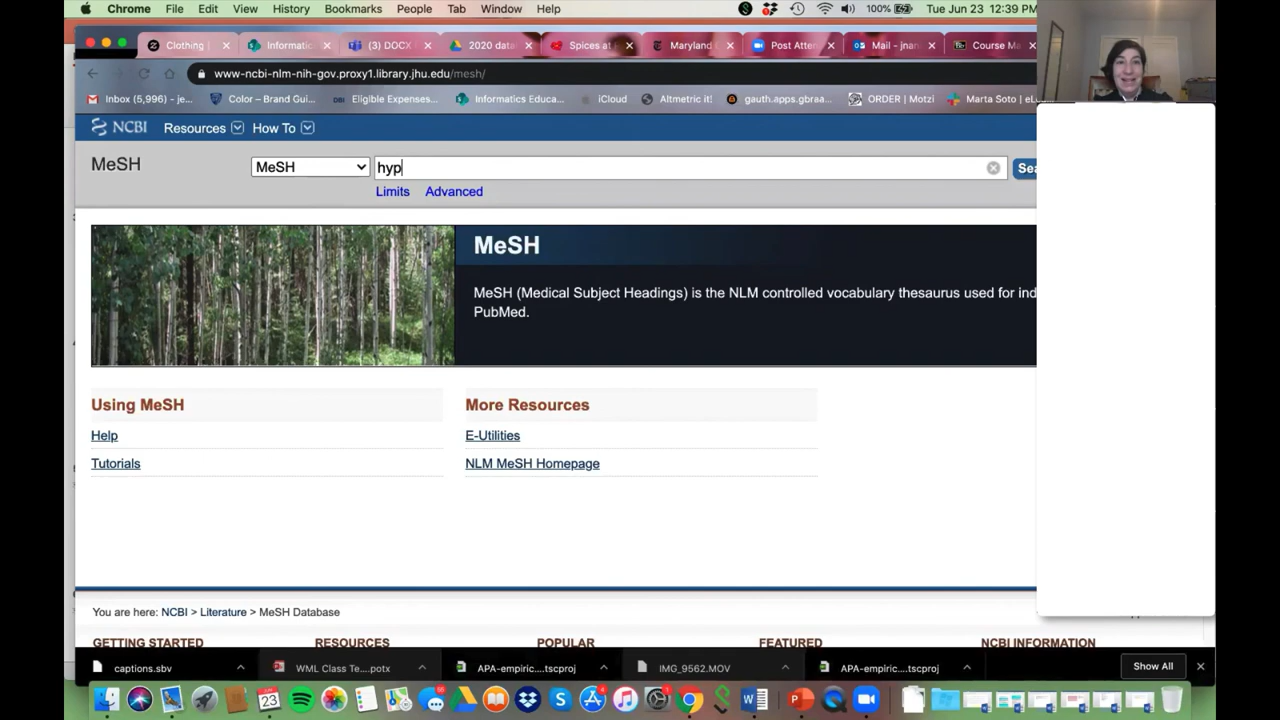 Chrome File Edit View History Bookmarks People Tab Window Help 100% Tue Jun 23 12:39 PM
Clothing Informatio (3) DOCX 2020 data Spices at Maryland Post Atten Mail - jnan Course Ma
www-ncbi-nlm-nih-gov.proxy1.library.jhu.edu/mesh/
Inbox (5,996) - je... Color – Brand Gui... DBI Eligible Expenses... Informatics Educa... iCloud Altmetric it! gauth.apps.gbraa... ORDER | Motzi Marta Soto | eLea...
NCBI Resources How To
MeSH MeSH hyp Sea
Limits Advanced
MeSH
MeSH (Medical Subject Headings) is the NLM controlled vocabulary thesaurus used for ind
PubMed.
Using MeSH More Resources
Help E-Utilities
Tutorials NLM MeSH Homepage
You are here: NCBI > Literature > MeSH Database
GETTING STARTED RESOURCES POPULAR FEATURED NCBI INFORMATION
captions.sbv WML Class Te....potx APA-empiric....tscproj IMG_9562.MOV APA-empiric....tscproj Show All